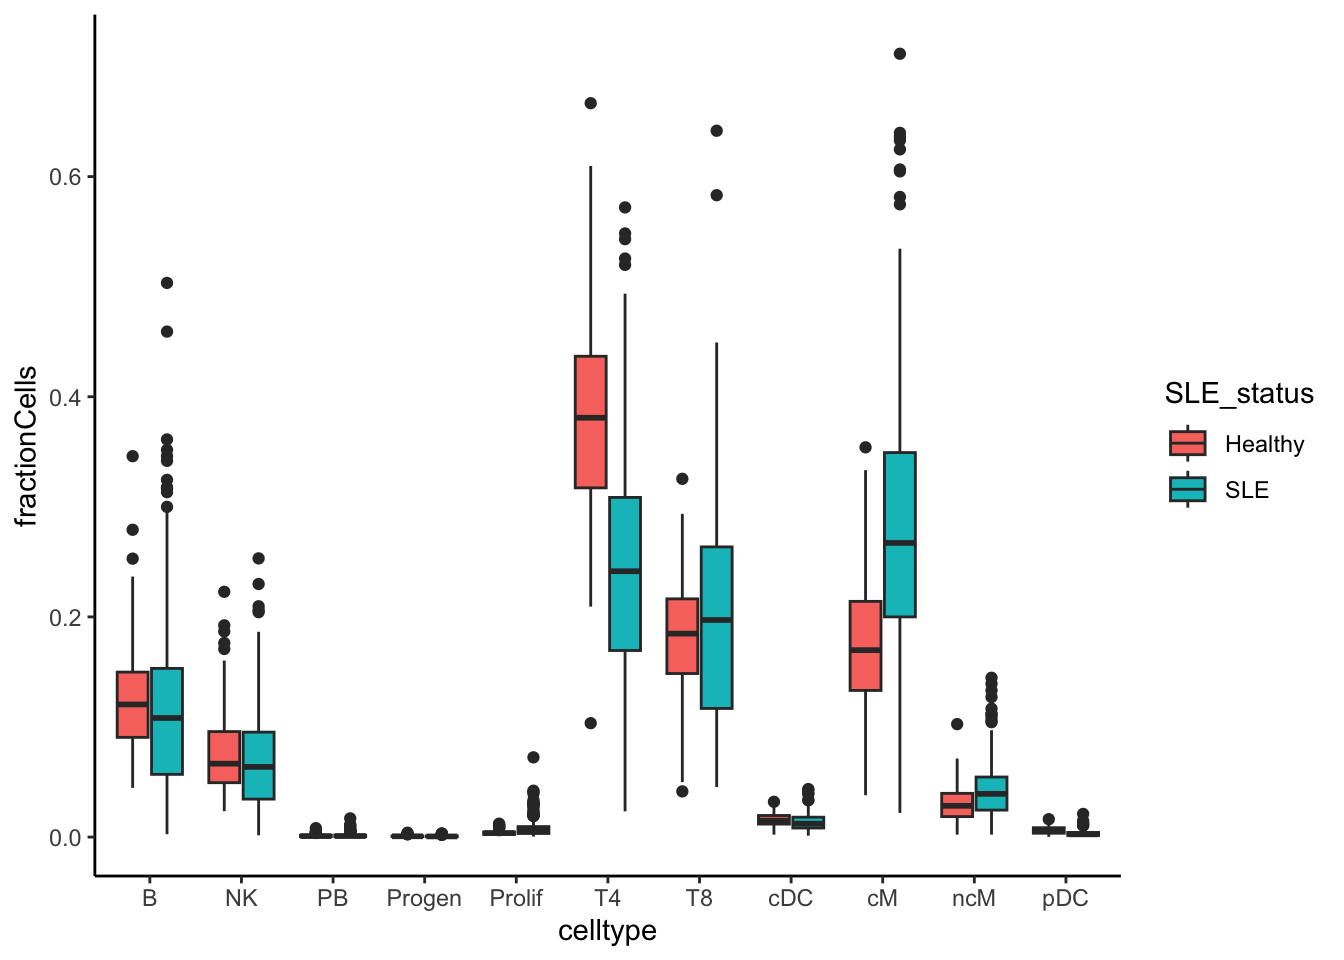 fractionCells
0.6
0.4
0.2
0.0
B NK PB Progen Prolif T4 T8 cDC cM ncM pDC
celltype
SLE_status
Healthy
SLE